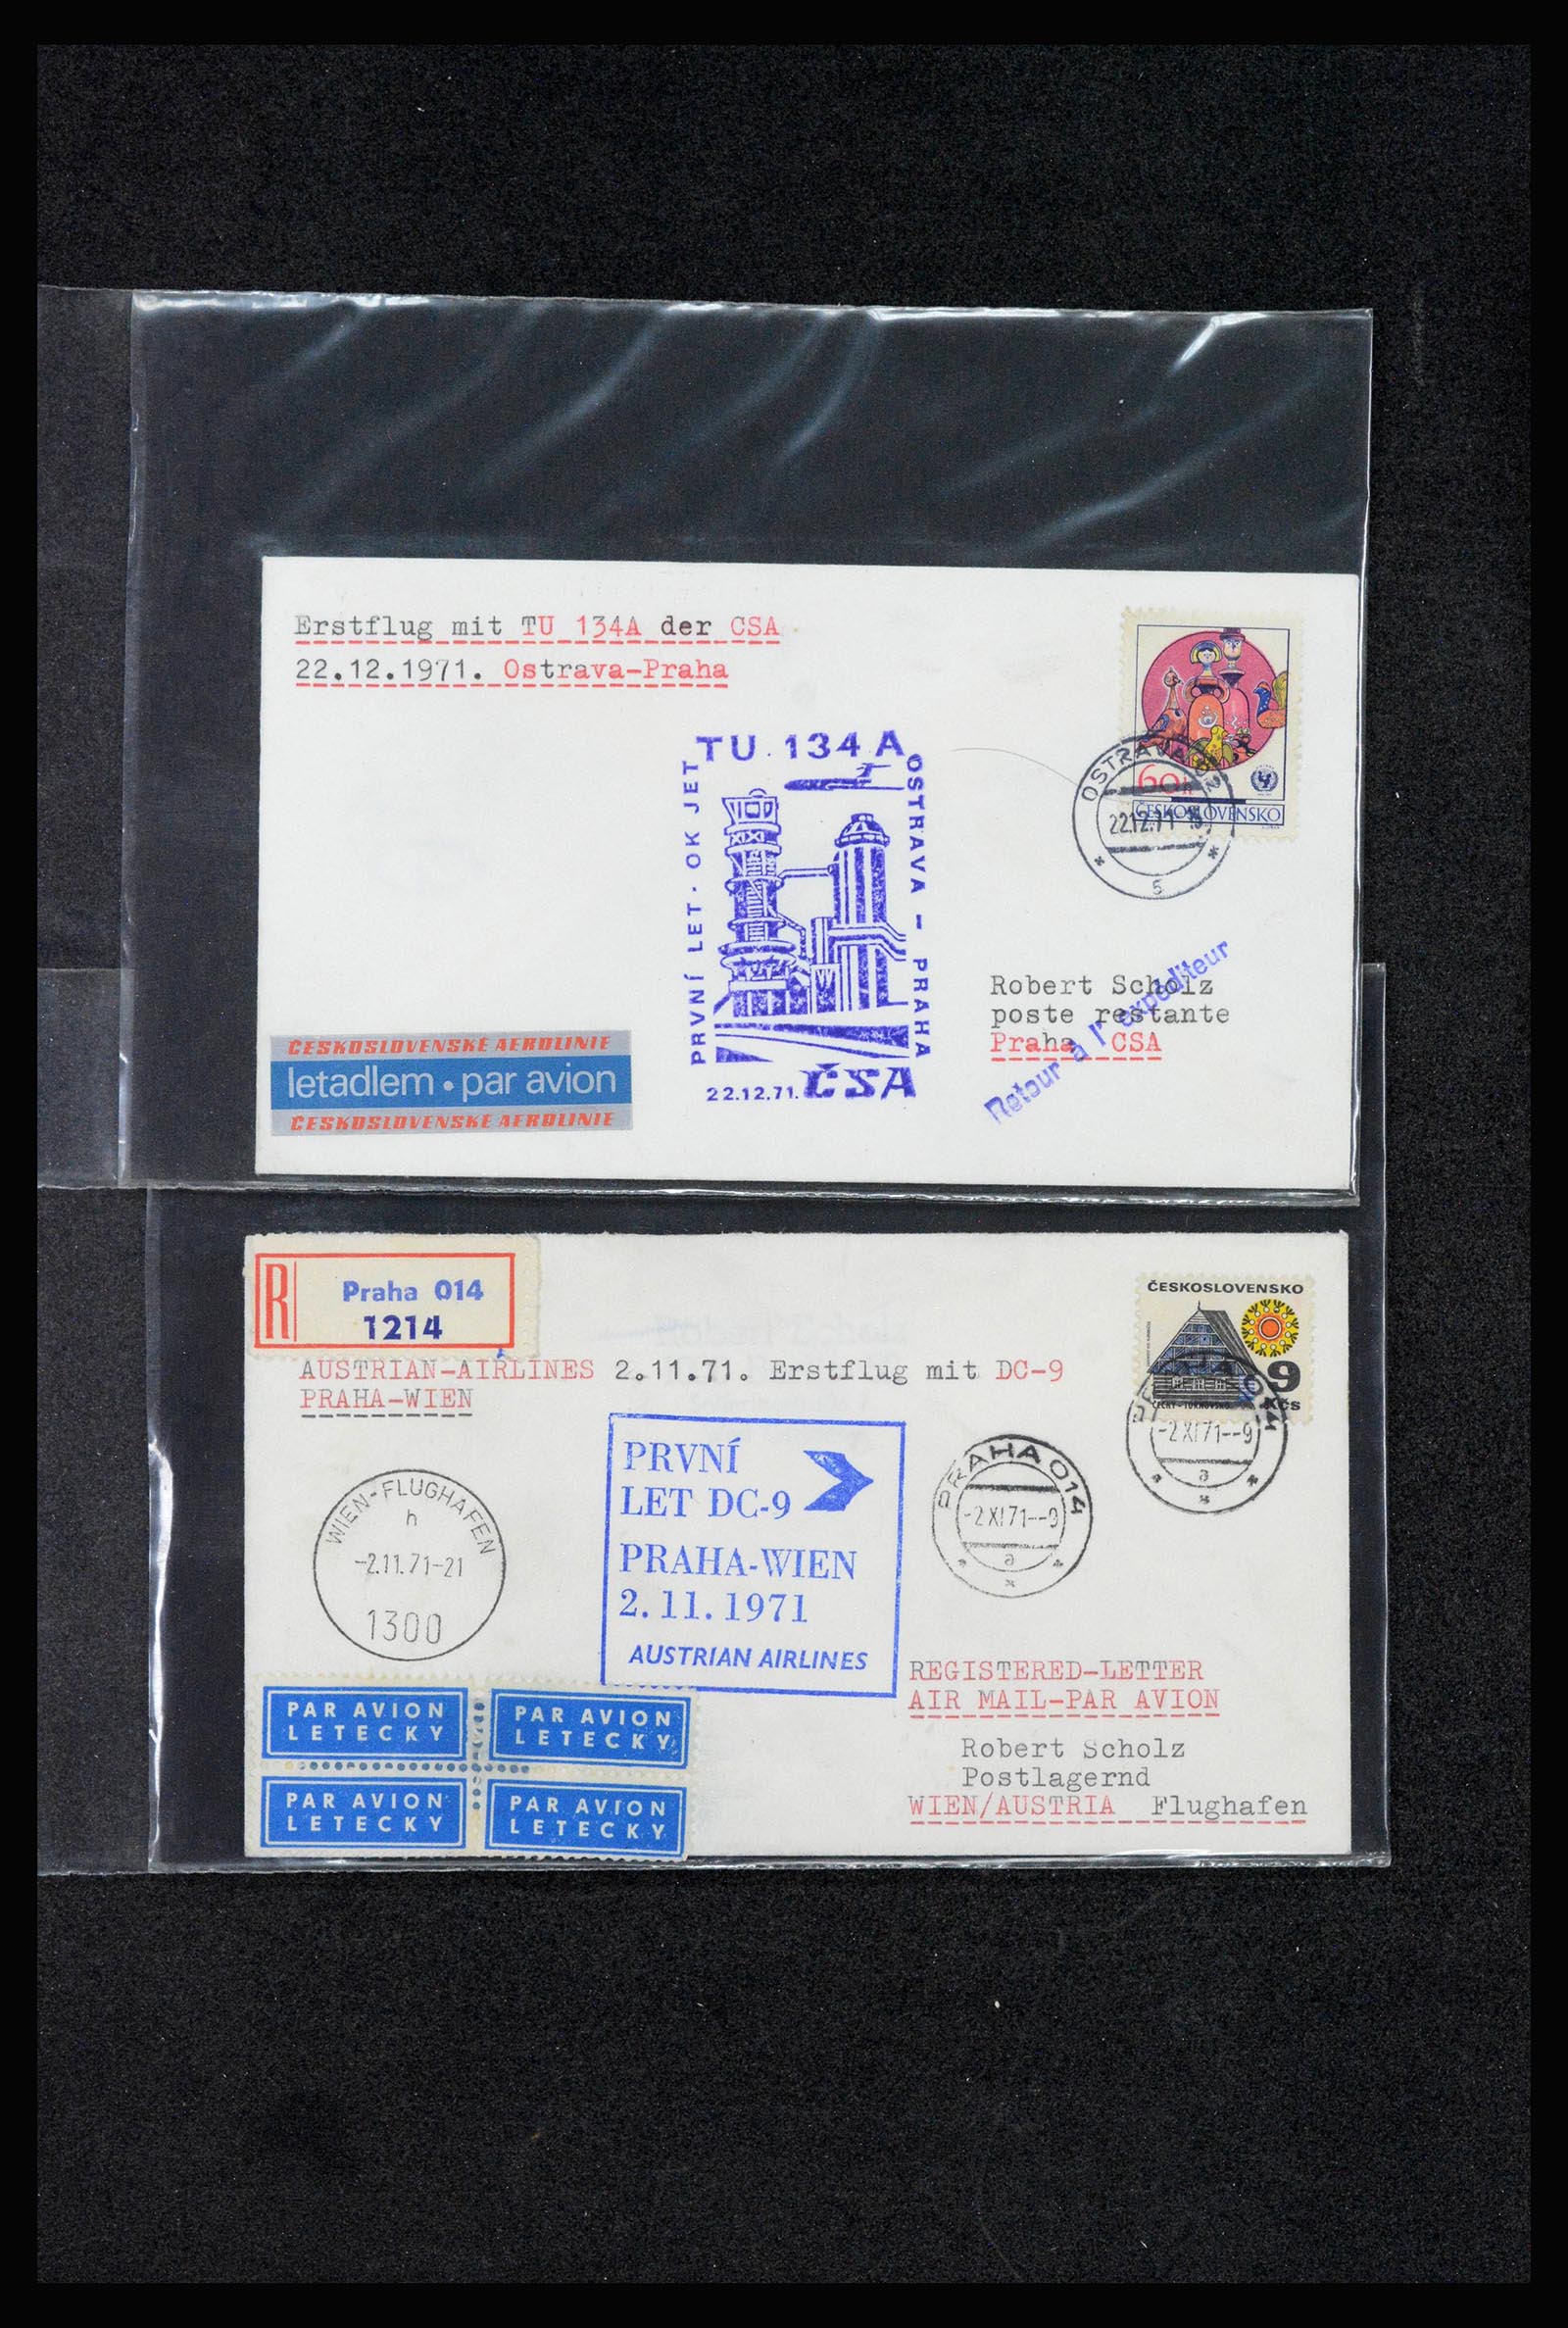 Erstflug mit TU 134A der CSA
22.12.1971. Ostrava-Praha
TU 134 A
PRVNÍ LET · OK JET
OSTRAVA - PRAHA
22.12.71. ČSA
60h
ČESKOSLOVENSKO
OSTRAVA
22.12.71
5
Robert Scholz
poste restante
Praha CSA
Retour a l'expediteur
ČESKOSLOVENSKÉ AEROLINIE
letadlem • par avion
ČESKOSLOVENSKÉ AEROLINIE
R
Praha 014
1214
AUSTRIAN-AIRLINES 2.11.71. Erstflug mit DC-9
PRAHA-WIEN
ČESKOSLOVENSKO
9
Kčs
PRAHA 014
-2.XI.71--9
a
PRVNÍ
LET DC-9
PRAHA-WIEN
2.11.1971
AUSTRIAN AIRLINES
PRAHA 014
-2.XI.71--9
a
WIEN-FLUGHAFEN
h
-2.11.71-21
1300
REGISTERED-LETTER
AIR MAIL-PAR AVION
Robert Scholz
Postlagernd
WIEN/AUSTRIA Flughafen
PAR AVION
LETECKY
PAR AVION
LETECKY
PAR AVION
LETECKY
PAR AVION
LETECKY